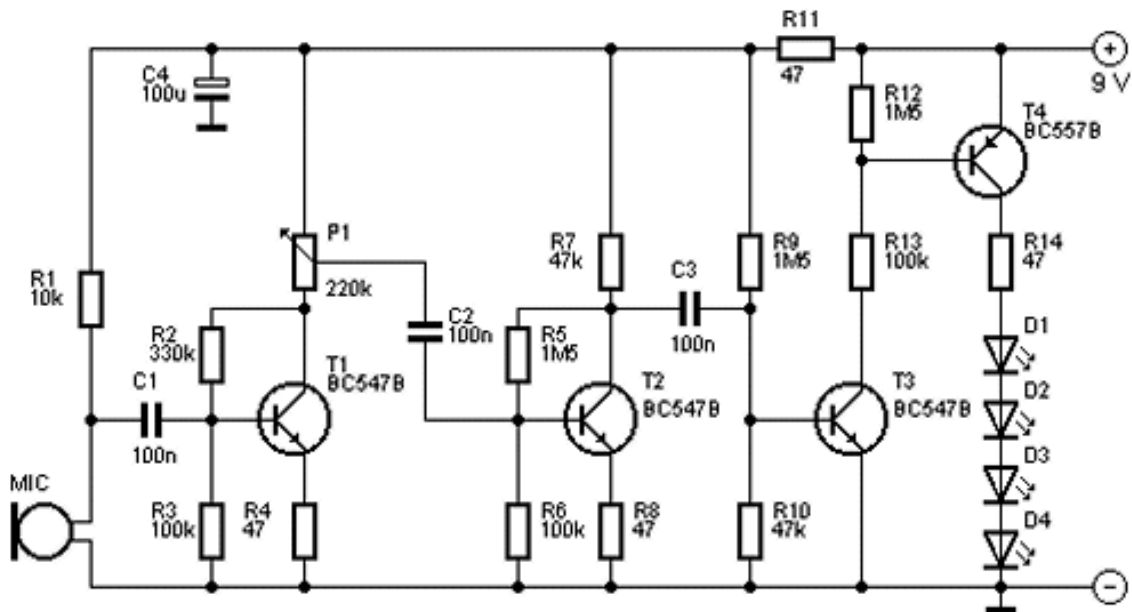 R11
47
C4
100u
+
9 V
R12
1M5
T4
BC557B
P1
220k
R7
47k
C3
100n
R9
1M5
R13
100k
R14
47
R1
10k
R2
330k
C2
100n
R5
1M5
D1
C1
100n
T1
BC547B
T2
BC547B
T3
BC547B
D2
MIC
D3
R3
100k
R4
47
R6
100k
R8
47
R10
47k
D4
-